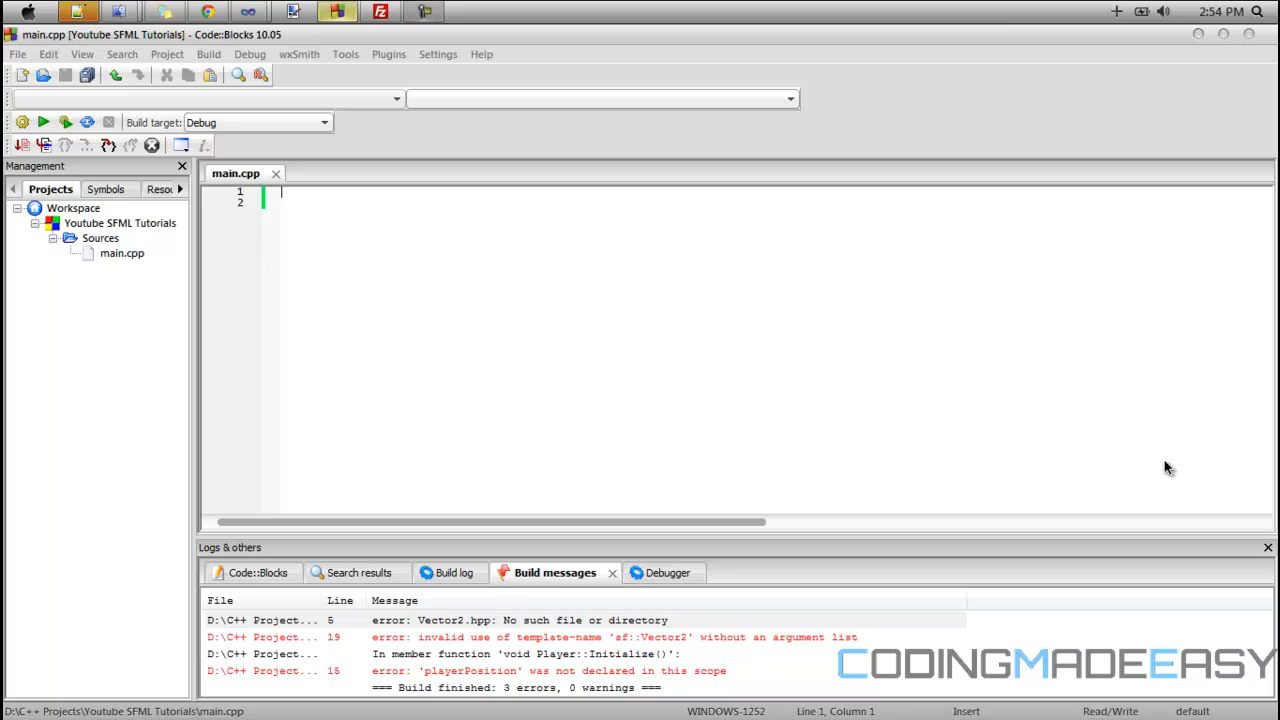 2:54 PM
main.cpp [Youtube SFML Tutorials] - Code::Blocks 10.05
File Edit View Search Project Build Debug wxSmith Tools Plugins Settings Help
Build target: Debug
Management
main.cpp
Projects Symbols Resou
1
2
Workspace
Youtube SFML Tutorials
Sources
main.cpp
Logs & others
Code::Blocks Search results Build log Build messages Debugger
File Line Message
D:\C++ Project... 5 error: Vector2.hpp: No such file or directory
D:\C++ Project... 19 error: invalid use of template-name 'sf::Vector2' without an argument list
D:\C++ Project... In member function 'void Player::Initialize()':
D:\C++ Project... 15 error: 'playerPosition' was not declared in this scope
=== Build finished: 3 errors, 0 warnings ===
CODINGMADEEASY
D:\C++ Projects\Youtube SFML Tutorials\main.cpp WINDOWS-1252 Line 1, Column 1 Insert Read/Write default